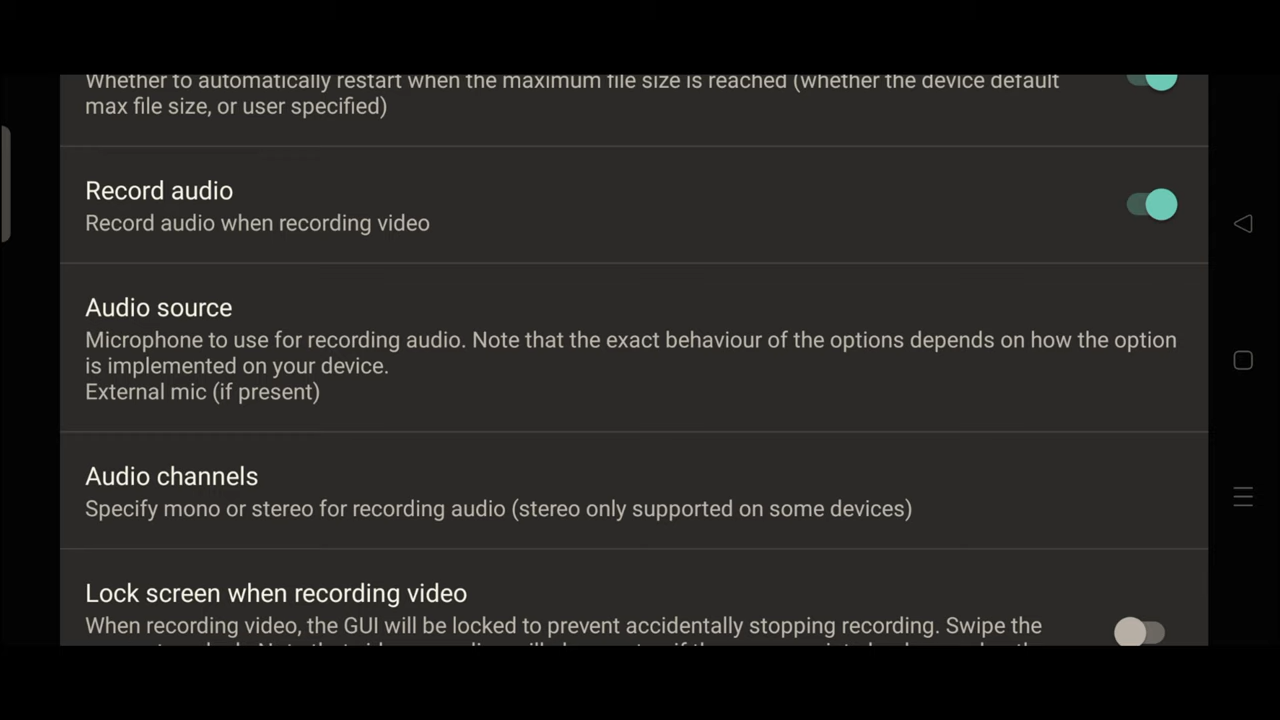 Whether to automatically restart when the maximum file size is reached (whether the device default
max file size, or user specified)
Record audio
Record audio when recording video
Audio source
Microphone to use for recording audio. Note that the exact behaviour of the options depends on how the option
is implemented on your device.
External mic (if present)
Audio channels
Specify mono or stereo for recording audio (stereo only supported on some devices)
Lock screen when recording video
When recording video, the GUI will be locked to prevent accidentally stopping recording. Swipe the